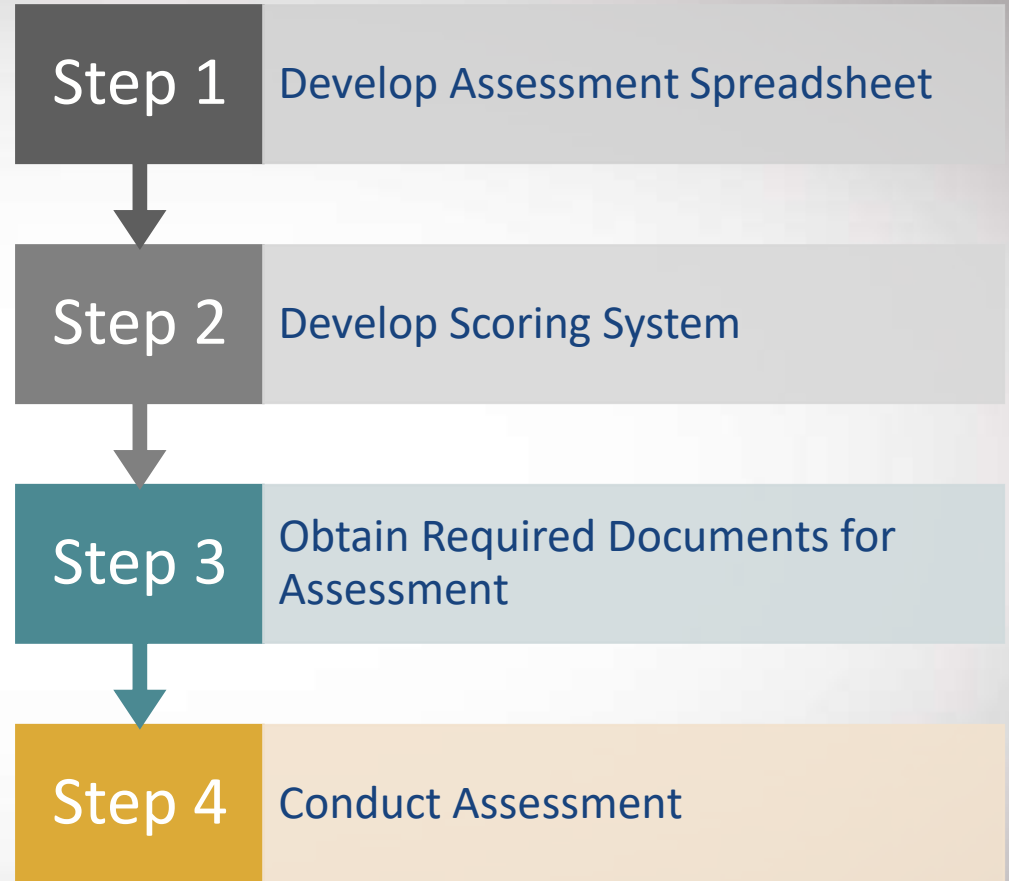 Step 1
Develop Assessment Spreadsheet
Step 2
Develop Scoring System
Step 3
Obtain Required Documents for
Assessment
Step 4
Conduct Assessment